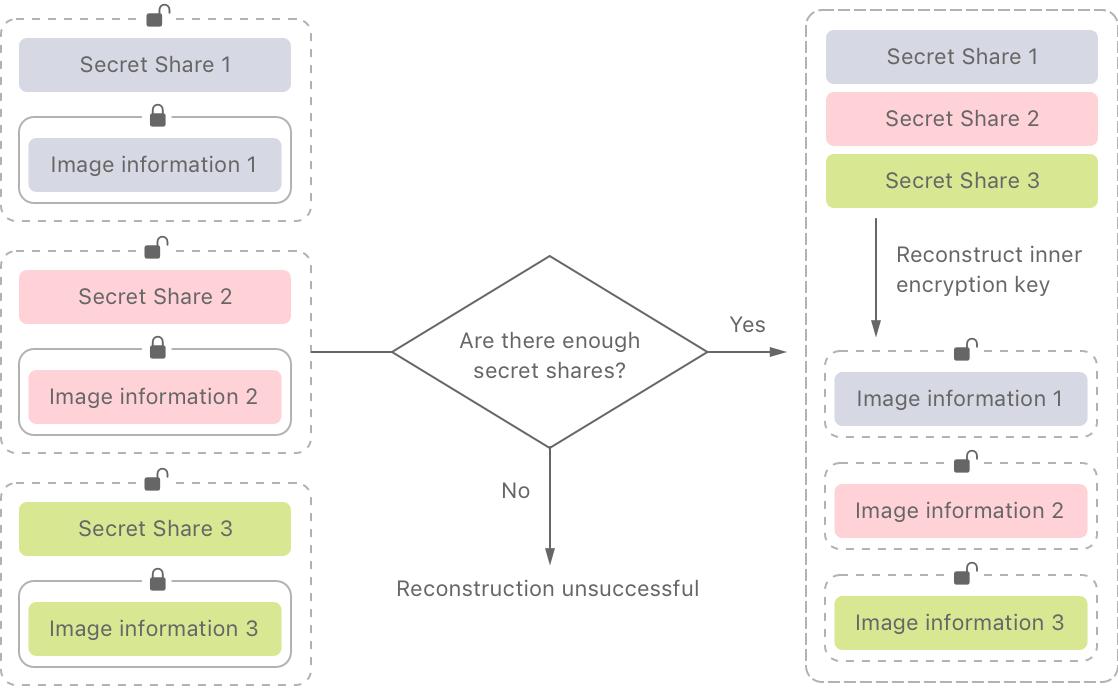 Secret Share 1
Image information 1
Secret Share 2
Image information 2
Secret Share 3
Image information 3
Are there enough
secret shares?
Yes
No
Reconstruction unsuccessful
Secret Share 1
Secret Share 2
Secret Share 3
Reconstruct inner
encryption key
Image information 1
Image information 2
Image information 3